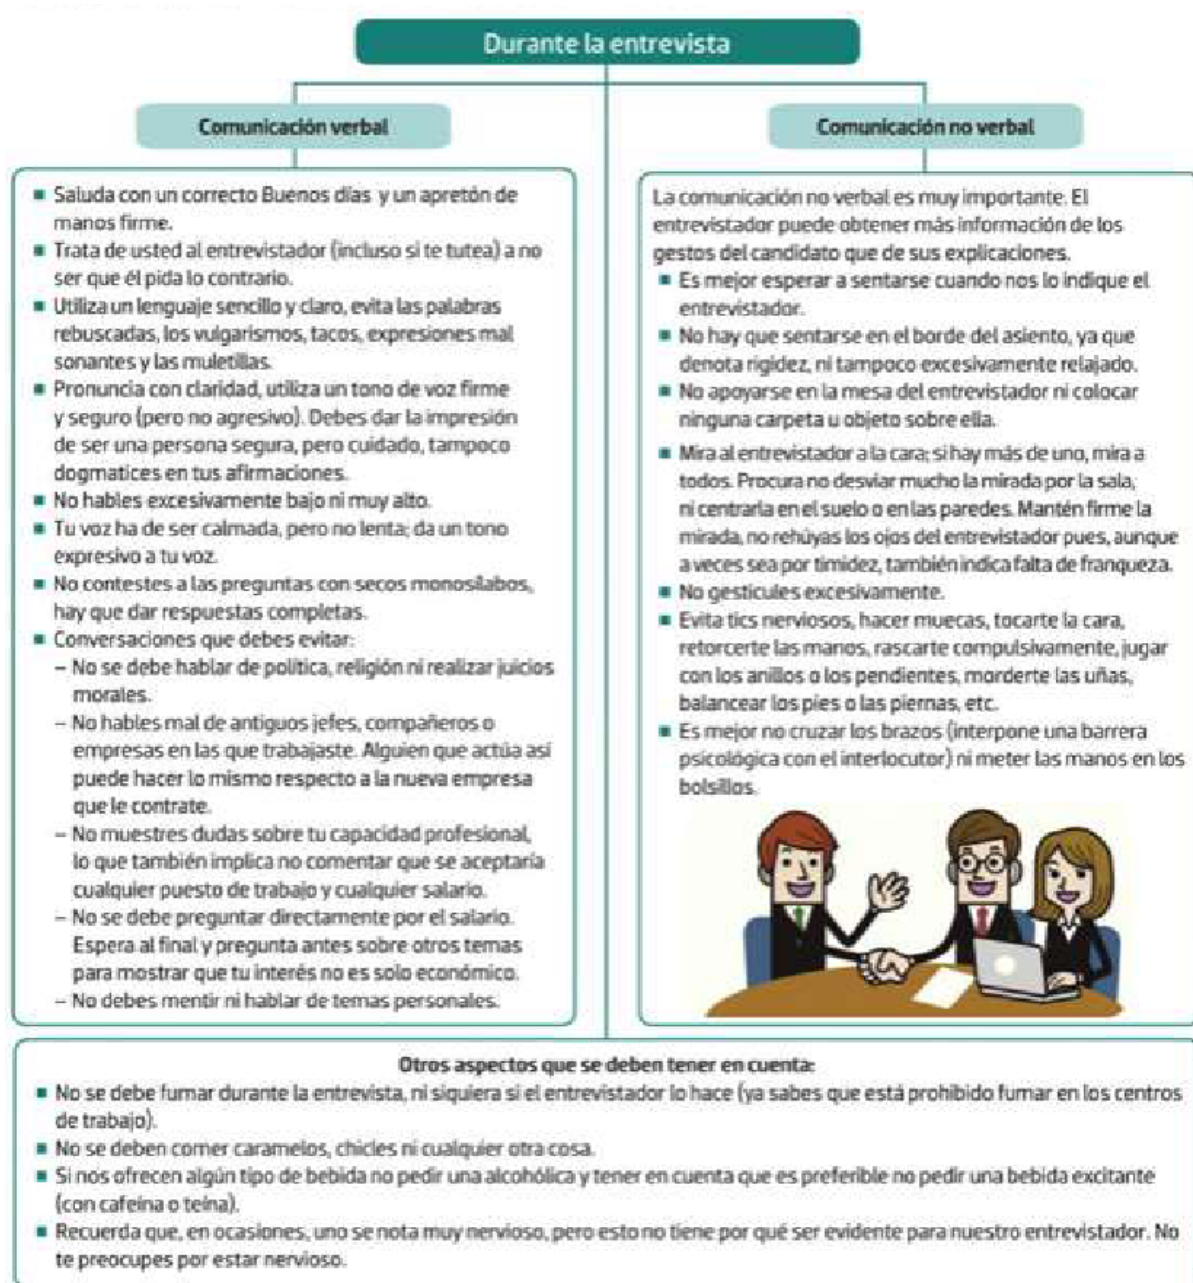 Durante la entrevista
Comunicación verbal
■ Saluda con un correcto Buenos días y un apretón de
manos firme.
■ Trata de usted al entrevistador (incluso si te tutea) a no
ser que él pida lo contrario.
■ Utiliza un lenguaje sencillo y claro, evita las palabras
rebuscadas, los vulgarismos, tacos, expresiones mal
sonantes y las muletillas.
■ Pronuncia con claridad, utiliza un tono de voz firme
y seguro (pero no agresivo). Debes dar la impresión
de ser una persona segura, pero cuidado, tampoco
dogmatices en tus afirmaciones.
■ No hables excesivamente bajo ni muy alto.
■ Tu voz ha de ser calmada, pero no lenta; da un tono
expresivo a tu voz.
■ No contestes a las preguntas con secos monosílabos,
hay que dar respuestas completas.
■ Conversaciones que debes evitar:
– No se debe hablar de política, religión ni realizar juicios
morales.
– No hables mal de antiguos jefes, compañeros o
empresas en las que trabajaste. Alguien que actúa así
puede hacer lo mismo respecto a la nueva empresa
que le contrate.
– No muestres dudas sobre tu capacidad profesional,
lo que también implica no comentar que se aceptaría
cualquier puesto de trabajo y cualquier salario.
– No se debe preguntar directamente por el salario.
Espera al final y pregunta antes sobre otros temas
para mostrar que tu interés no es solo económico.
– No debes mentir ni hablar de temas personales.
Comunicación no verbal
La comunicación no verbal es muy importante. El
entrevistador puede obtener más información de los
gestos del candidato que de sus explicaciones.
■ Es mejor esperar a sentarse cuando nos lo indique el
entrevistador.
■ No hay que sentarse en el borde del asiento, ya que
denota rigidez, ni tampoco excesivamente relajado.
■ No apoyarse en la mesa del entrevistador ni colocar
ninguna carpeta u objeto sobre ella.
■ Mira al entrevistador a la cara; si hay más de uno, mira a
todos. Procura no desviar mucho la mirada por la sala,
ni centrarla en el suelo o en las paredes. Mantén firme la
mirada, no rehúyas los ojos del entrevistador pues, aunque
a veces sea por timidez, también indica falta de franqueza.
■ No gesticules excesivamente.
■ Evita tics nerviosos, hacer muecas, tocarte la cara,
retorcerte las manos, rascarte compulsivamente, jugar
con los anillos o los pendientes, morderte las uñas,
balancear los pies o las piernas, etc.
■ Es mejor no cruzar los brazos (interpone una barrera
psicológica con el interlocutor) ni meter las manos en los
bolsillos.
Otros aspectos que se deben tener en cuenta:
■ No se debe fumar durante la entrevista, ni siquiera si el entrevistador lo hace (ya sabes que está prohibido fumar en los centros
de trabajo).
■ No se deben comer caramelos, chicles ni cualquier otra cosa.
■ Si nos ofrecen algún tipo de bebida no pedir una alcohólica y tener en cuenta que es preferible no pedir una bebida excitante
(con cafeína o teína).
■ Recuerda que, en ocasiones, uno se nota muy nervioso, pero esto no tiene por qué ser evidente para nuestro entrevistador. No
te preocupes por estar nervioso.